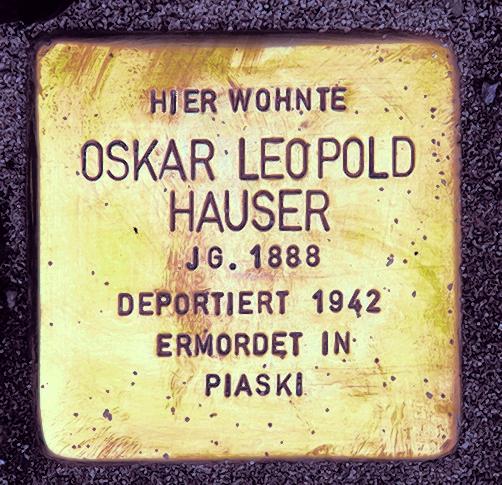 HIER WOHNTE
OSKAR LEOPOLD
HAUSER
JG. 1888
DEPORTIERT 1942
ERMORDET IN
PIASKI